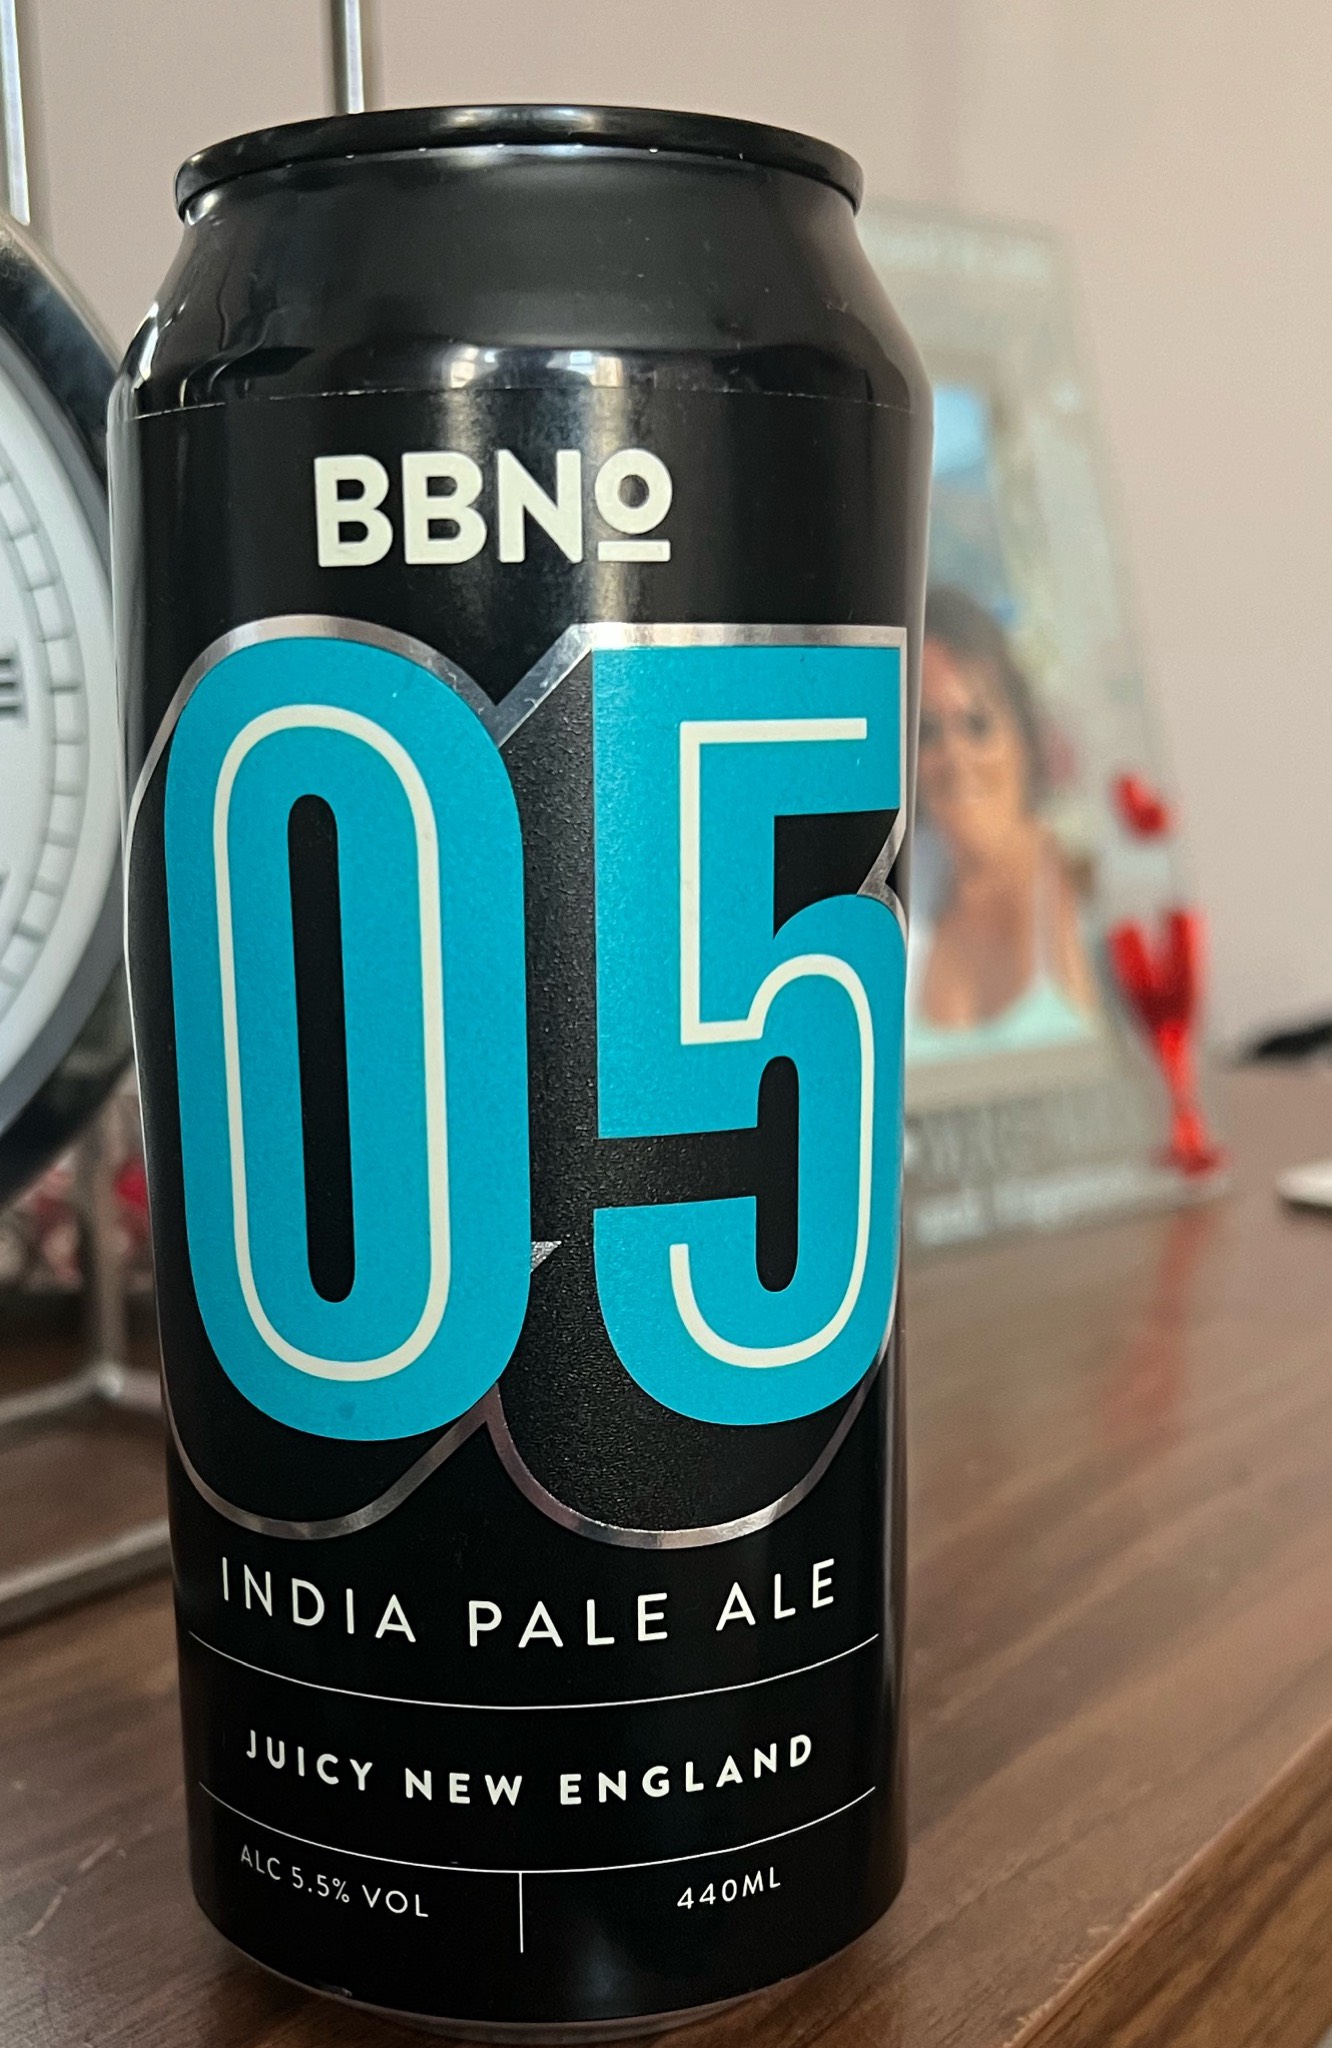 BBNº
05
INDIA PALE ALE
JUICY NEW ENGLAND
ALC 5.5% VOL
440ML